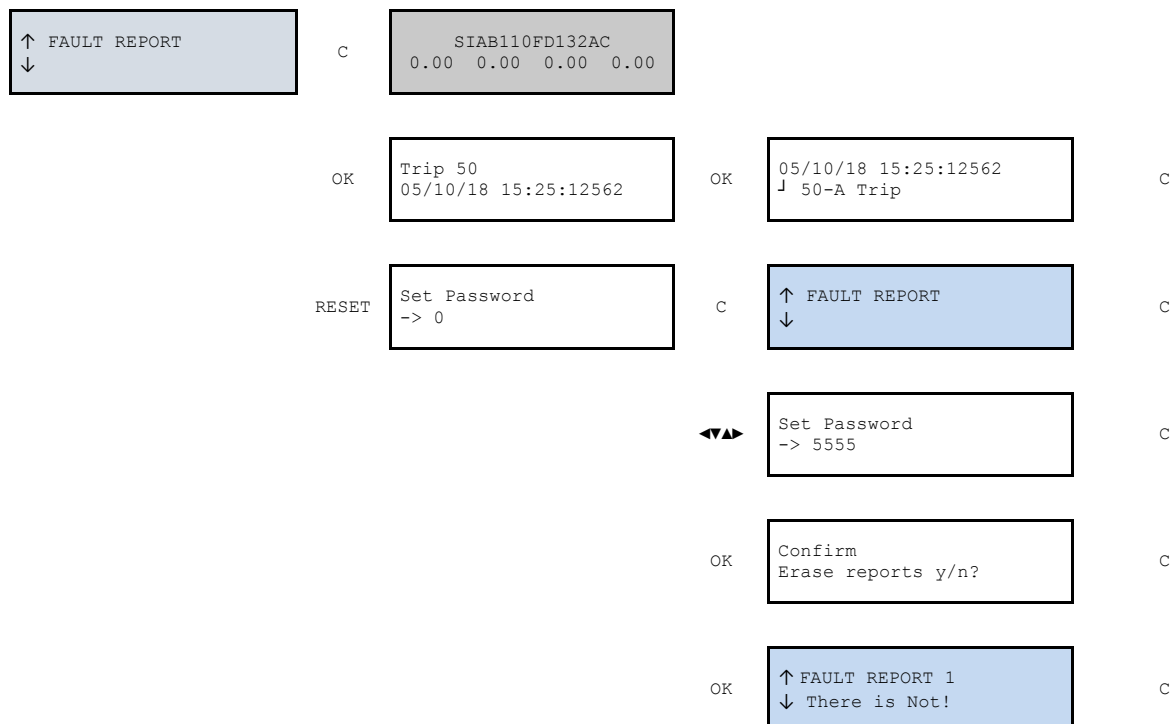 ↑ FAULT REPORT
↓
C
SIAB110FD132AC
0.00 0.00 0.00 0.00
OK
Trip 50
05/10/18 15:25:12562
OK
05/10/18 15:25:12562
┘ 50-A Trip
C
RESET
Set Password
-> 0
C
↑ FAULT REPORT
↓
C
◄▼▲►
Set Password
-> 5555
C
OK
Confirm
Erase reports y/n?
C
OK
↑ FAULT REPORT 1
↓ There is Not!
C